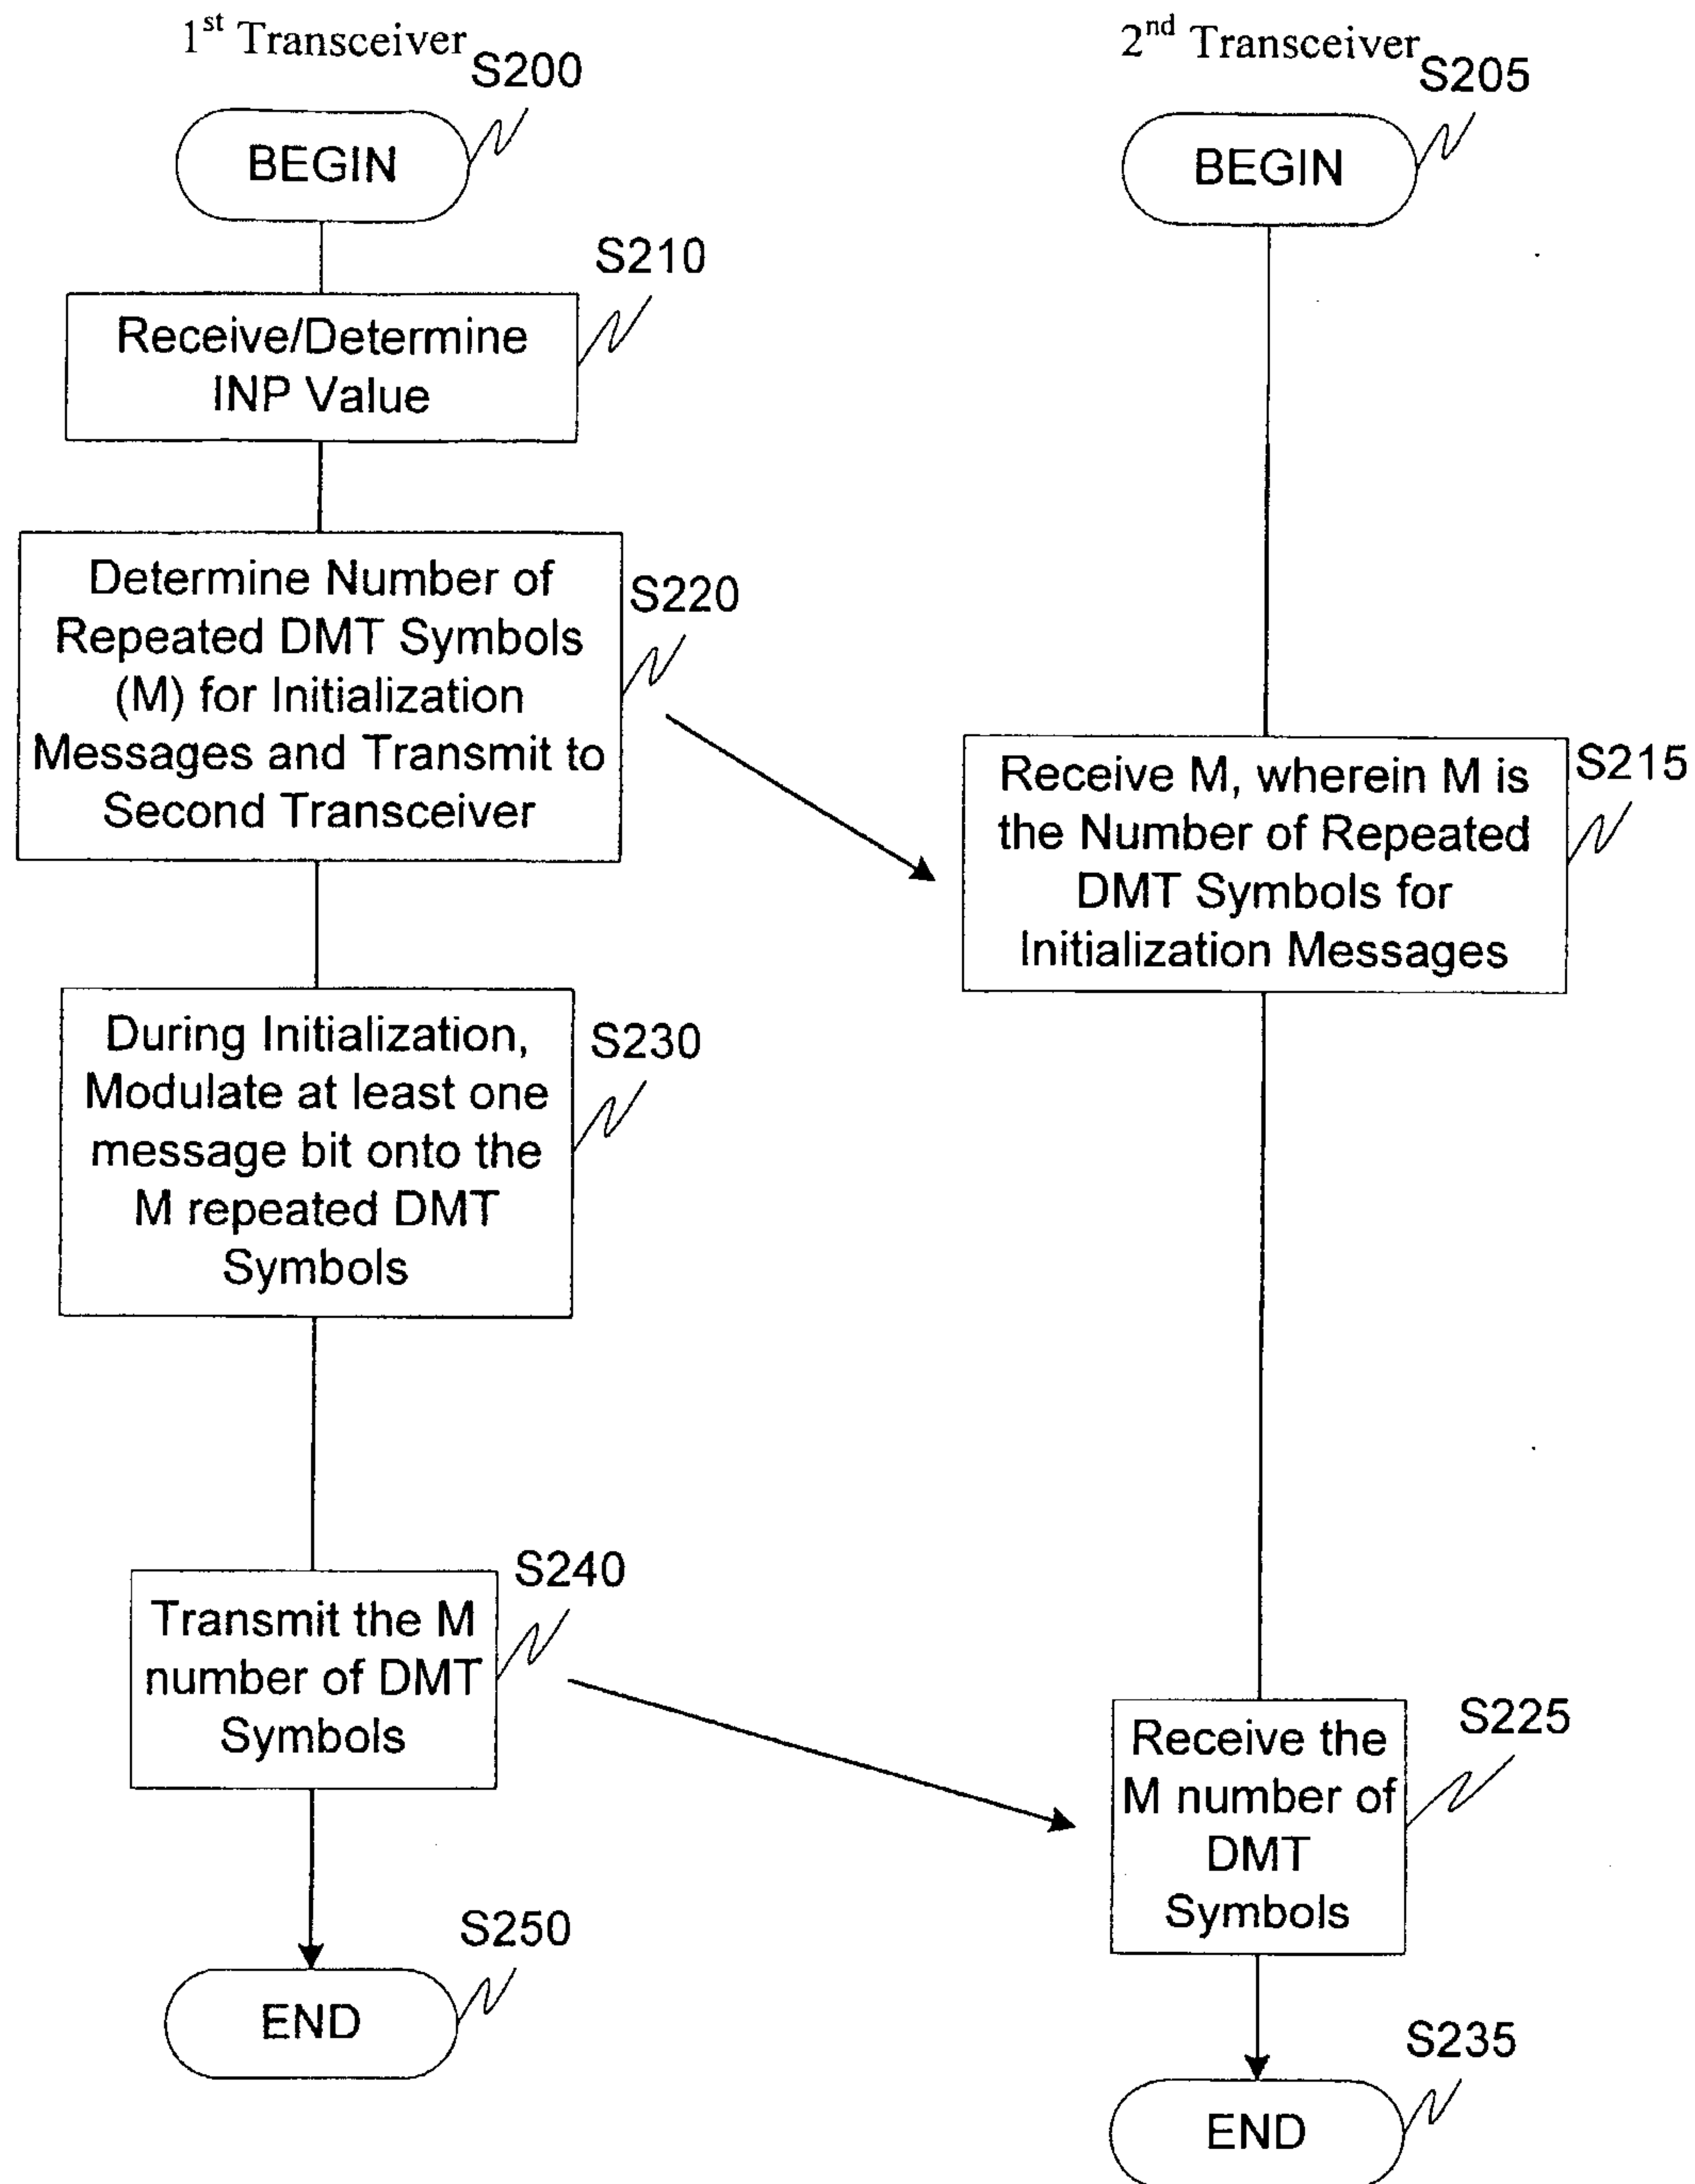 1st Transceiver
S200
BEGIN
S210
Receive/Determine
INP Value
Determine Number of
Repeated DMT Symbols
(M) for Initialization
Messages and Transmit to
Second Transceiver
S220
During Initialization,
Modulate at least one
message bit onto the
M repeated DMT
Symbols
S230
Transmit the M
number of DMT
Symbols
S240
S250
END
2nd Transceiver
S205
BEGIN
Receive M, wherein M is
the Number of Repeated
DMT Symbols for
Initialization Messages
S215
Receive the
M number of
DMT
Symbols
S225
S235
END